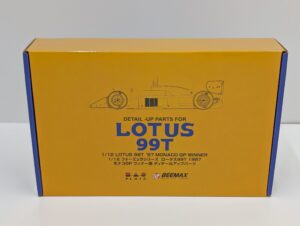 DETAIL-UP PARTS FOR
LOTUS
99T
1/12 LOTUS 99T '87 MONACO GP WINNER
1/12 フォーミュラシリーズ ロータス99T 1987
モナコGP ウィナー用 ディテールアップパーツ
PLATZ
BEEMAX